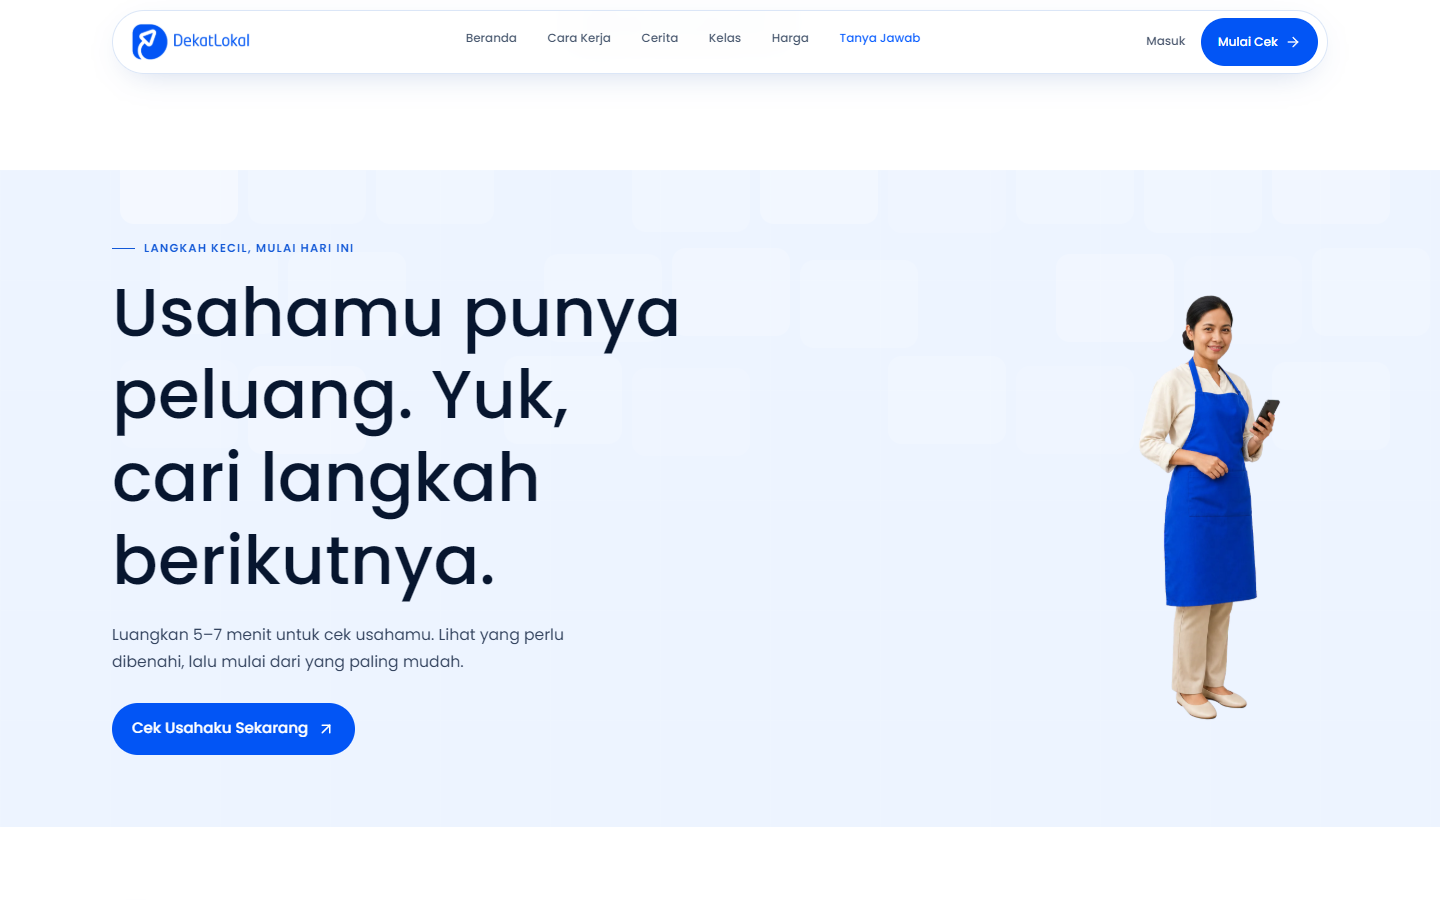 DekatLokal
Beranda
Cara Kerja
Cerita
Kelas
Harga
Tanya Jawab
Masuk
Mulai Cek
LANGKAH KECIL, MULAI HARI INI
Usahamu punya
peluang. Yuk,
cari langkah
berikutnya.
Luangkan 5–7 menit untuk cek usahamu. Lihat yang perlu
dibenahi, lalu mulai dari yang paling mudah.
Cek Usahaku Sekarang